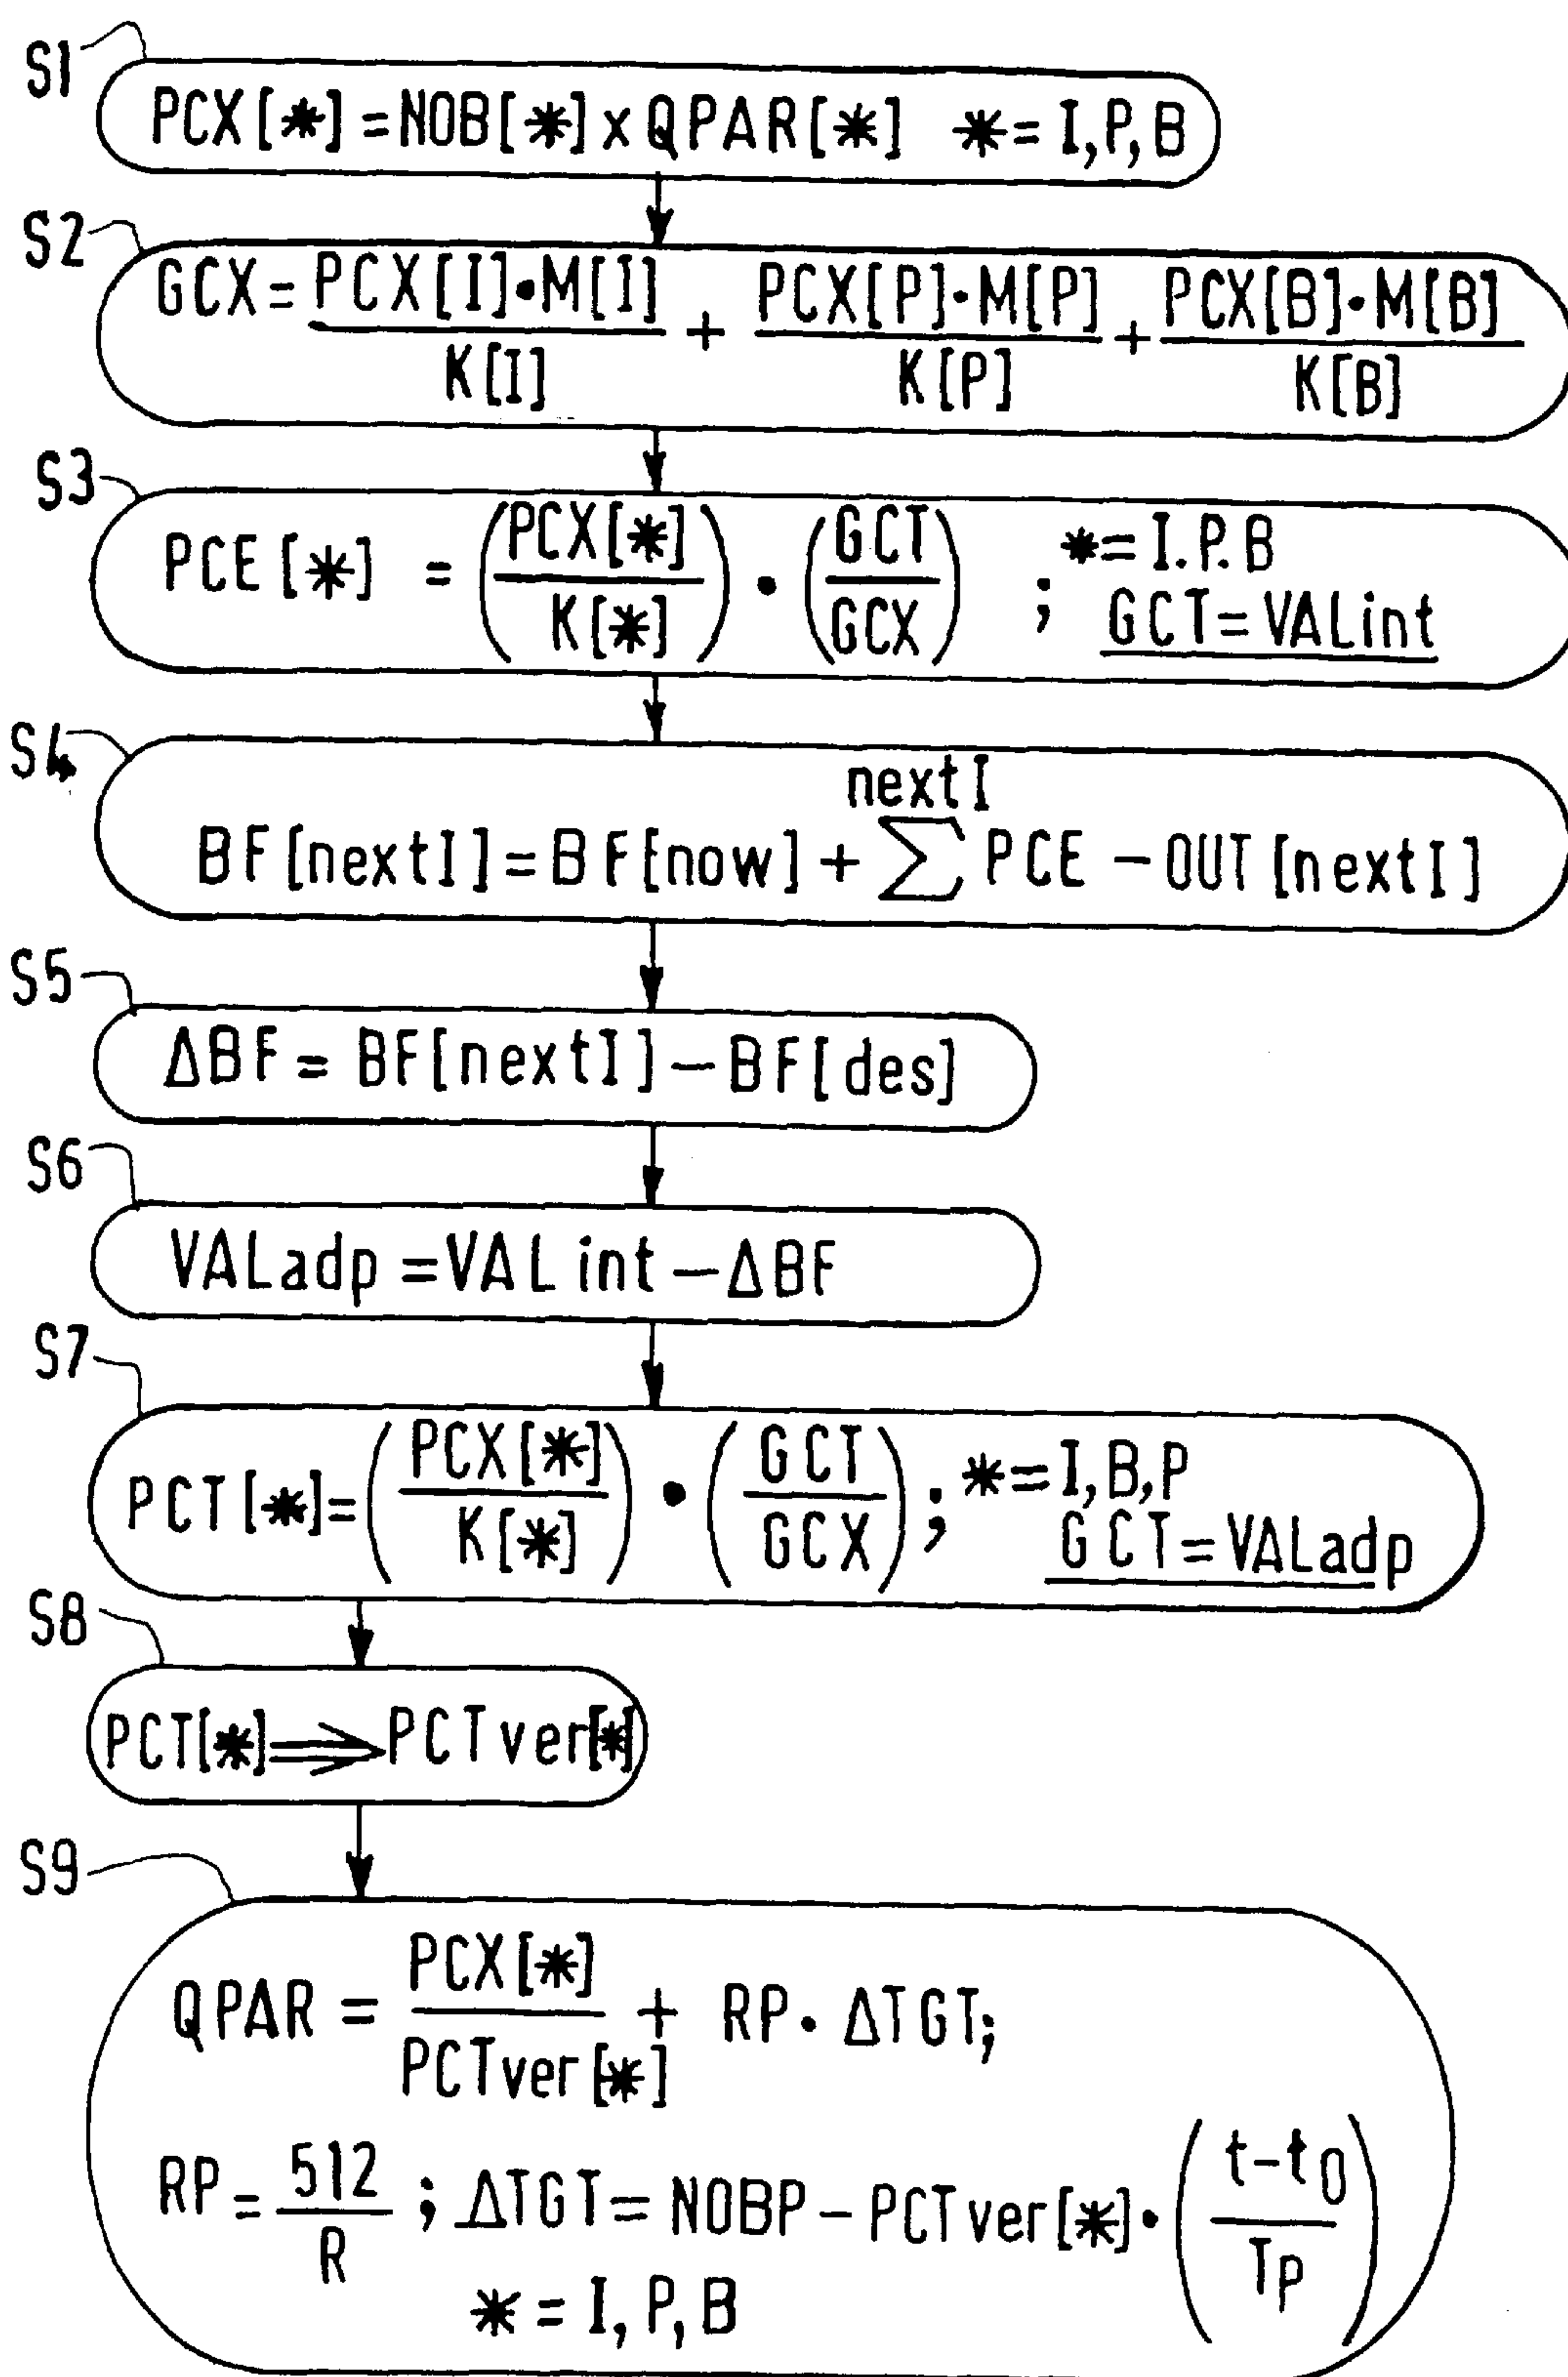 S1
PCX[*] = NOB[*] x QPAR[*] *= I,P,B
S2
GCX = PCX[I]•M[I] / K[I] + PCX[P]•M[P] / K[P] + PCX[B]•M[B] / K[B]
S3
PCE[*] = (PCX[*] / K[*]) • (GCT / GCX) ; *= I.P.B
GCT = VALint
S4
nextI
BF[nextI] = BF[now] + ∑ PCE – OUT[nextI]
S5
ΔBF = BF[nextI] – BF[des]
S6
VALadp = VALint – ΔBF
S7
PCT[*] = (PCX[*] / K[*]) • (GCT / GCX) ; *= I,B,P
GCT = VALadp
S8
PCT[*] ⇒ PCTver[*]
S9
QPAR = PCX[*] / PCTver[*] + RP • ΔTGT;
RP = 512 / R ; ΔTGT = NOBP – PCTver[*] • (t–t0 / TP)
* = I, P, B